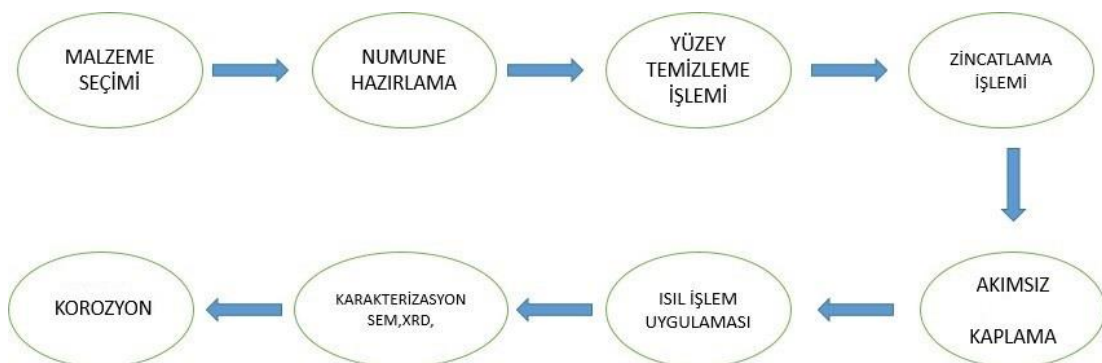 MALZEME
SEÇİMİ
NUMUNE
HAZIRLAMA
YÜZEY
TEMİZLEME
İŞLEMİ
ZİNCATLAMA
İŞLEMİ
AKIMSIZ
KAPLAMA
ISIL İŞLEM
UYGULAMASI
KARAKTERİZASYON
SEM,XRD,
KOROZYON